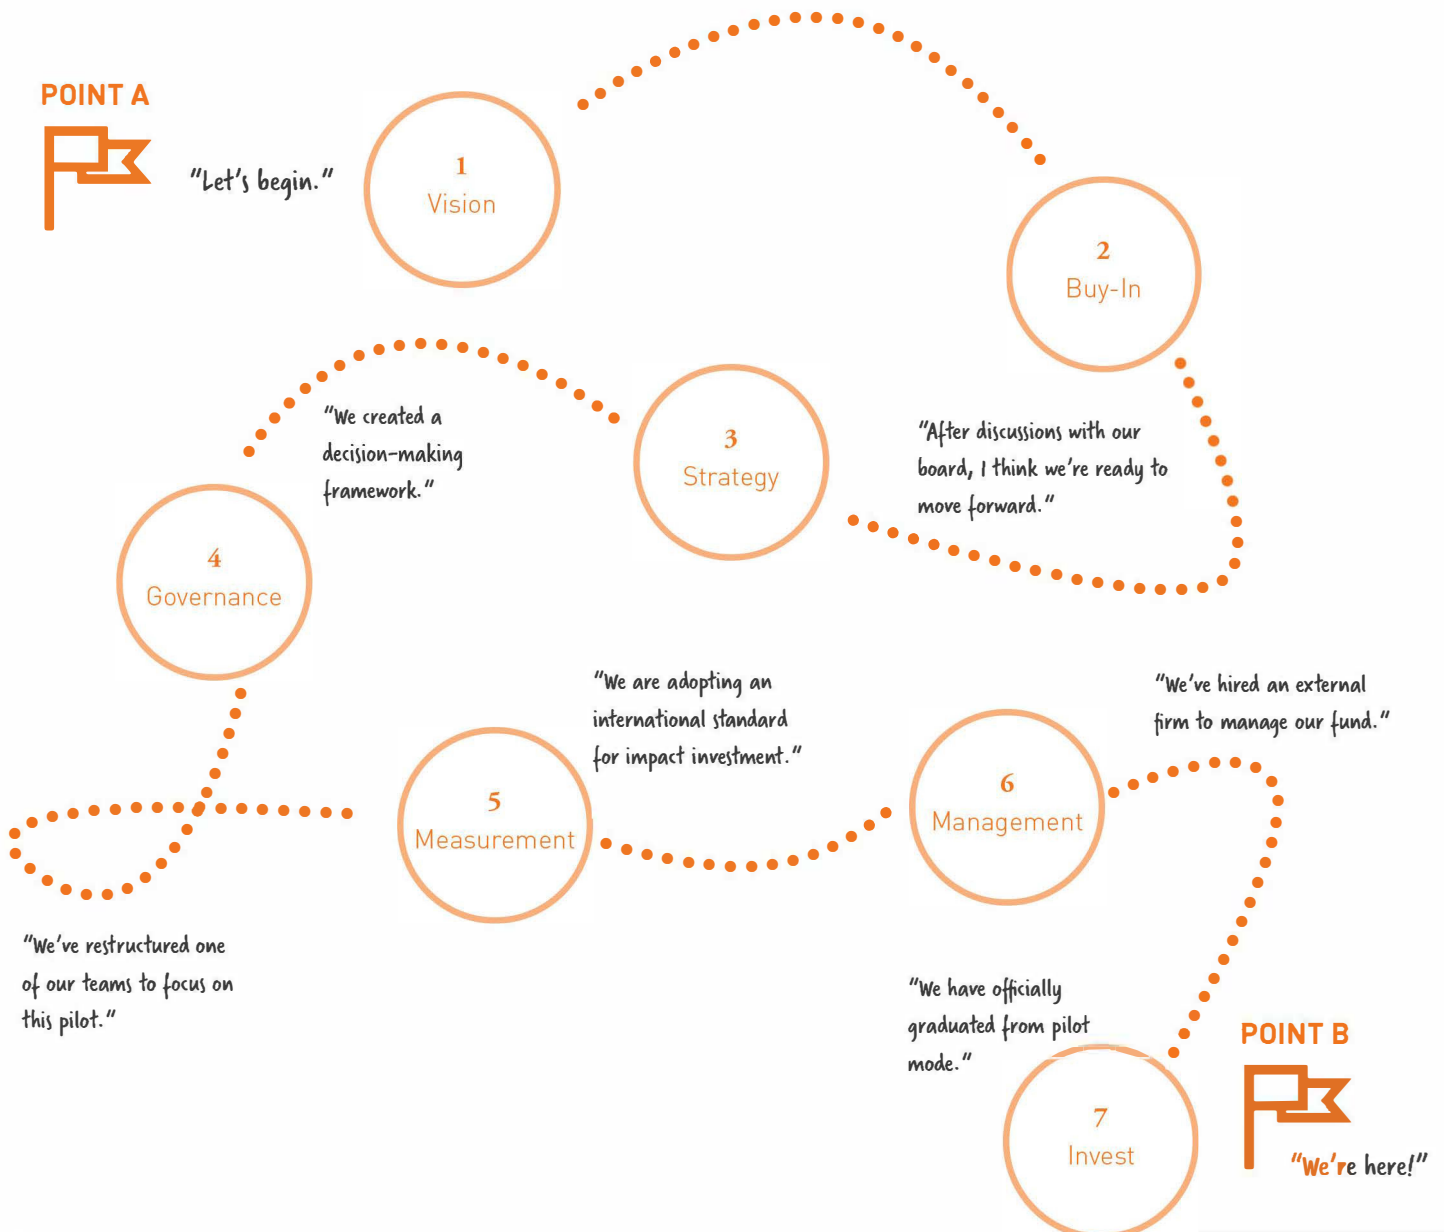 POINT A
"Let's begin."
1
Vision
2
Buy-In
"After discussions with our
board, I think we're ready to
move forward."
3
Strategy
"We created a
decision-making
framework."
4
Governance
"We've restructured one
of our teams to focus on
this pilot."
5
Measurement
"We are adopting an
international standard
for impact investment."
6
Management
"We've hired an external
firm to manage our fund."
"We have officially
graduated from pilot
mode."
7
Invest
POINT B
"We're here!"